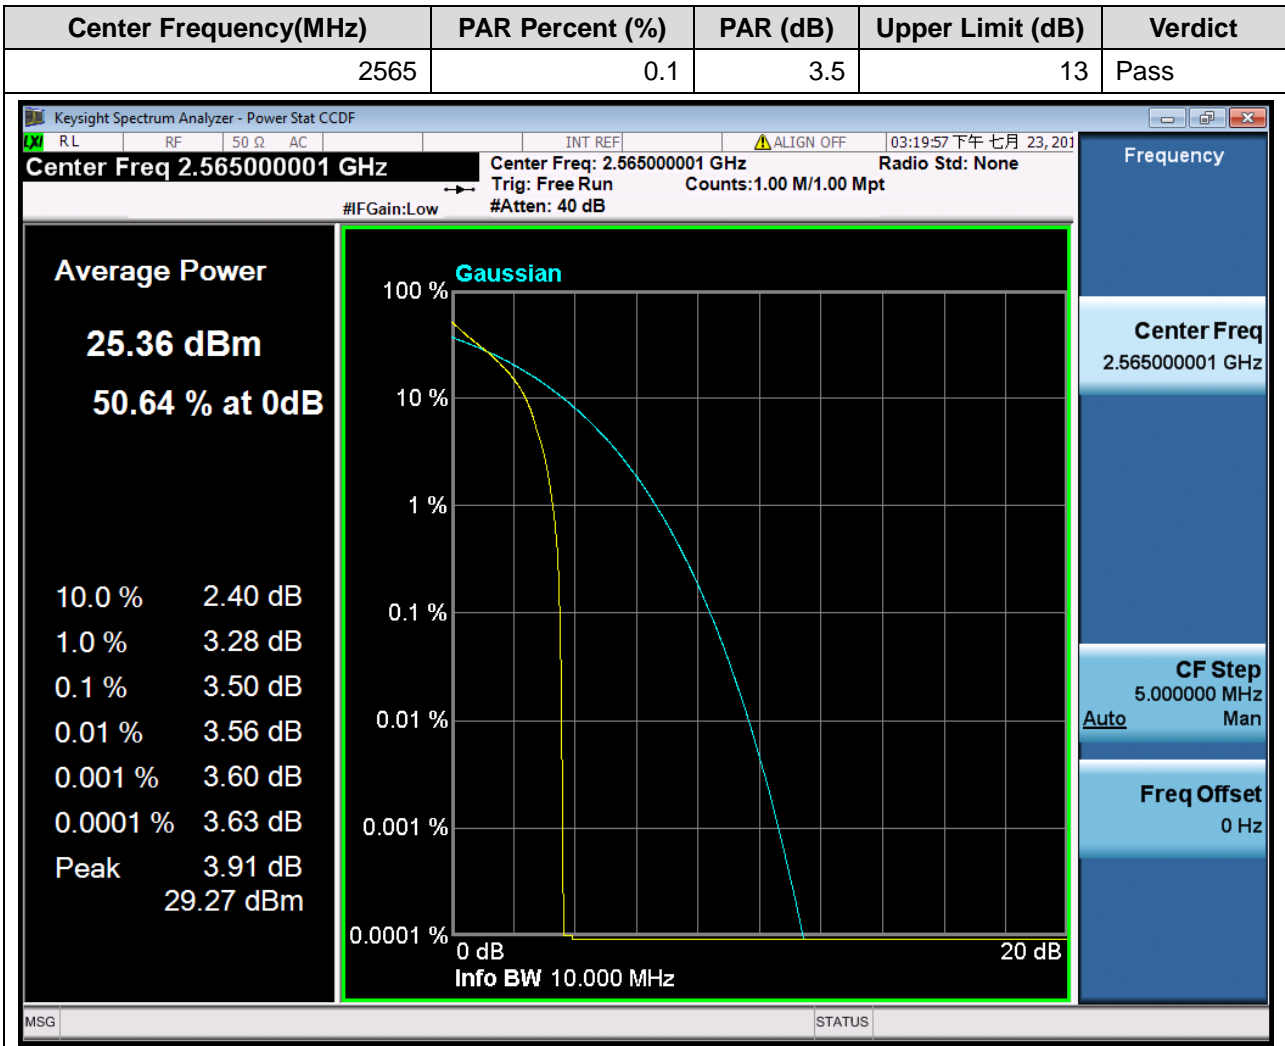 Center Frequency(MHz) PAR Percent (%) PAR (dB) Upper Limit (dB) Verdict
2565 0.1 3.5 13 Pass
Keysight Spectrum Analyzer - Power Stat CCDF
LXI RL RF 50 Ω AC INT REF ALIGN OFF 03:19:57 下午 七月 23, 201
Center Freq 2.565000001 GHz
Center Freq: 2.565000001 GHz Radio Std: None
Trig: Free Run Counts:1.00 M/1.00 Mpt
#IFGain:Low #Atten: 40 dB
Frequency
Average Power
25.36 dBm
50.64 % at 0dB
10.0 % 2.40 dB
1.0 % 3.28 dB
0.1 % 3.50 dB
0.01 % 3.56 dB
0.001 % 3.60 dB
0.0001 % 3.63 dB
Peak 3.91 dB
29.27 dBm
Gaussian
100 %
10 %
1 %
0.1 %
0.01 %
0.001 %
0.0001 %
0 dB 20 dB
Info BW 10.000 MHz
Center Freq
2.565000001 GHz
CF Step
5.000000 MHz
Auto Man
Freq Offset
0 Hz
MSG STATUS